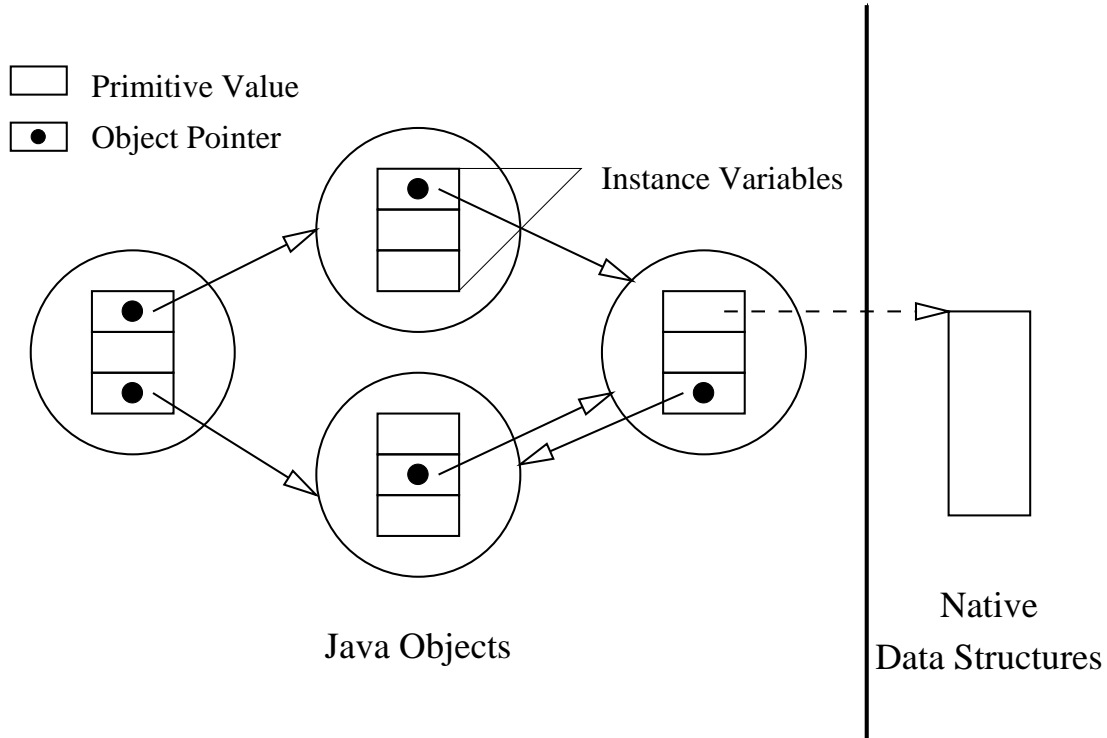 Primitive Value
Object Pointer
Instance Variables
Java Objects
Native
Data Structures